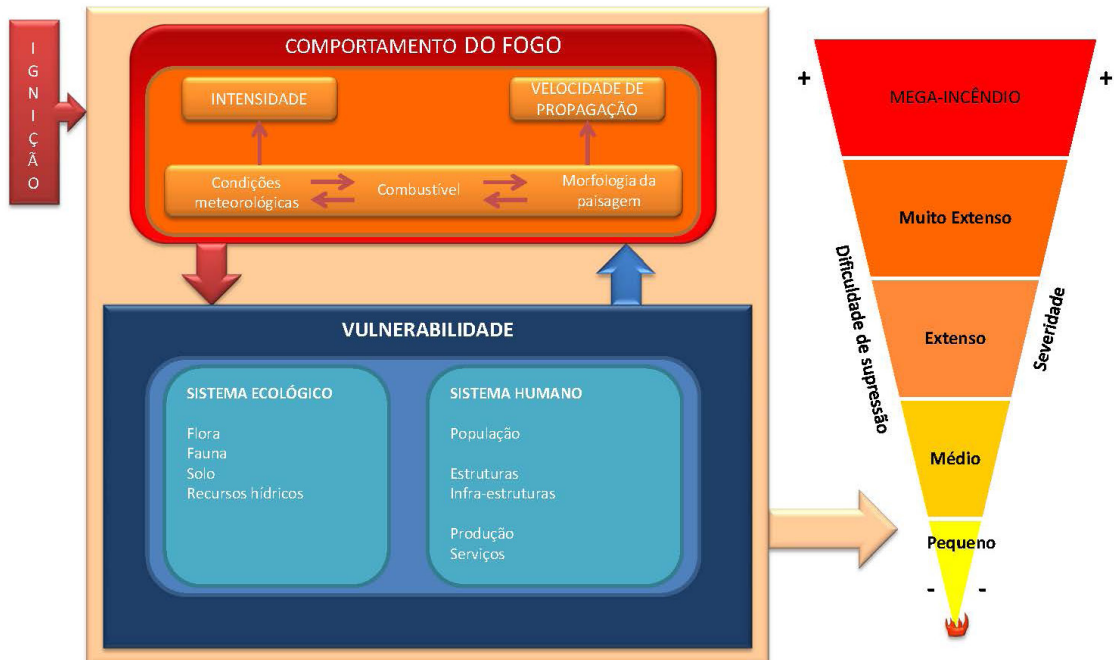 IGNIÇÃO
COMPORTAMENTO DO FOGO
INTENSIDADE
VELOCIDADE DE
PROPAGAÇÃO
Condições
meteorológicas
Combustível
Morfologia da
paisagem
VULNERABILIDADE
SISTEMA ECOLÓGICO
Flora
Fauna
Solo
Recursos hídricos
SISTEMA HUMANO
População
Estruturas
Infra-estruturas
Produção
Serviços
+ +
MEGA-INCÊNDIO
Muito Extenso
Extenso
Médio
Pequeno
- -
Dificuldade de supressão
Severidade